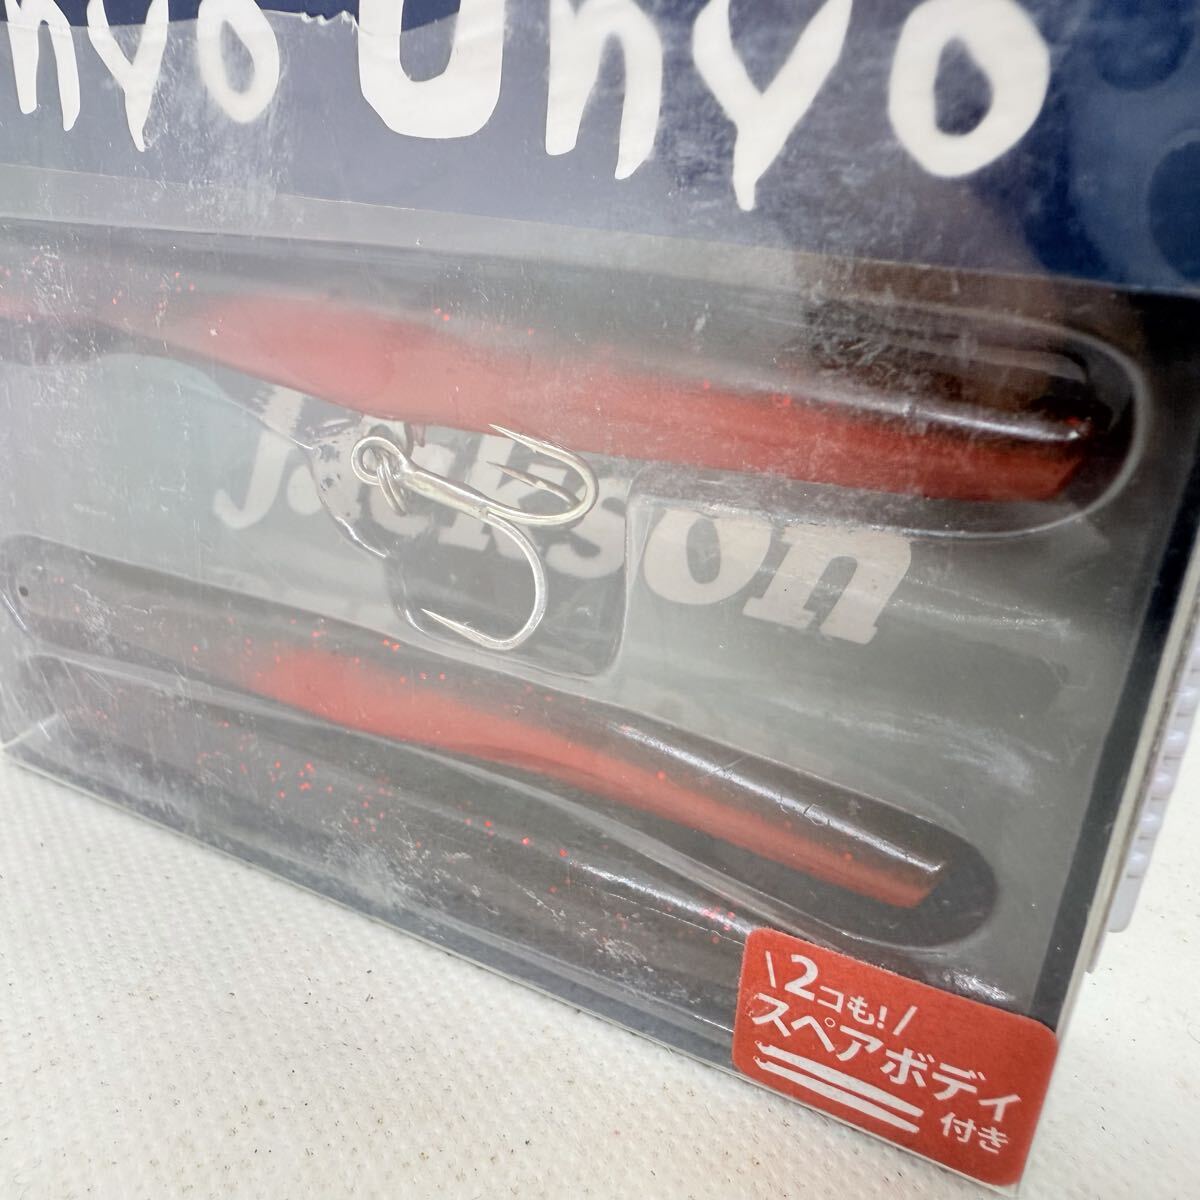 nyo Unyo
Jackson
\2コも!/
スペアボディ
付き